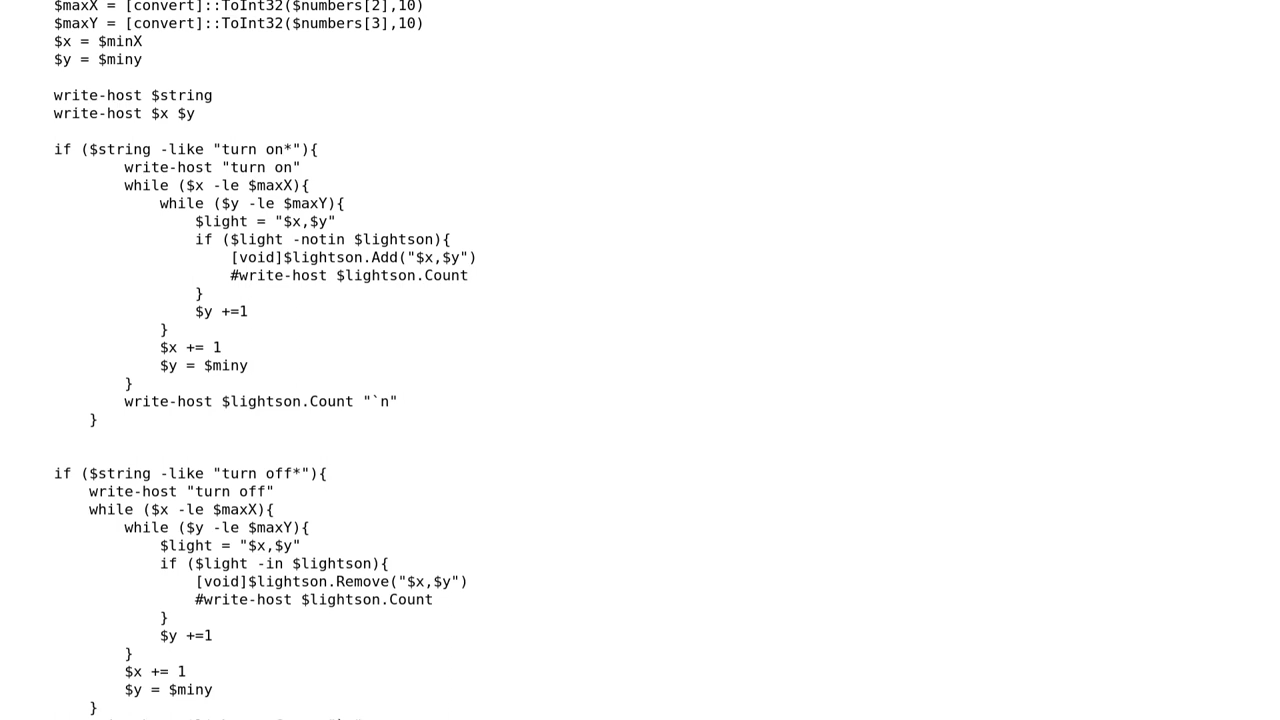 $maxX = [convert]::ToInt32($numbers[2],10)
$maxY = [convert]::ToInt32($numbers[3],10)
$x = $minX
$y = $miny

write-host $string
write-host $x $y

if ($string -like "turn on*"){
        write-host "turn on"
        while ($x -le $maxX){
            while ($y -le $maxY){
                $light = "$x,$y"
                if ($light -notin $lightson){
                    [void]$lightson.Add("$x,$y")
                    #write-host $lightson.Count
                }
                $y +=1
            }
            $x += 1
            $y = $miny
        }
        write-host $lightson.Count "`n"
    }


if ($string -like "turn off*"){
    write-host "turn off"
    while ($x -le $maxX){
        while ($y -le $maxY){
            $light = "$x,$y"
            if ($light -in $lightson){
                [void]$lightson.Remove("$x,$y")
                #write-host $lightson.Count
            }
            $y +=1
        }
        $x += 1
        $y = $miny
    }